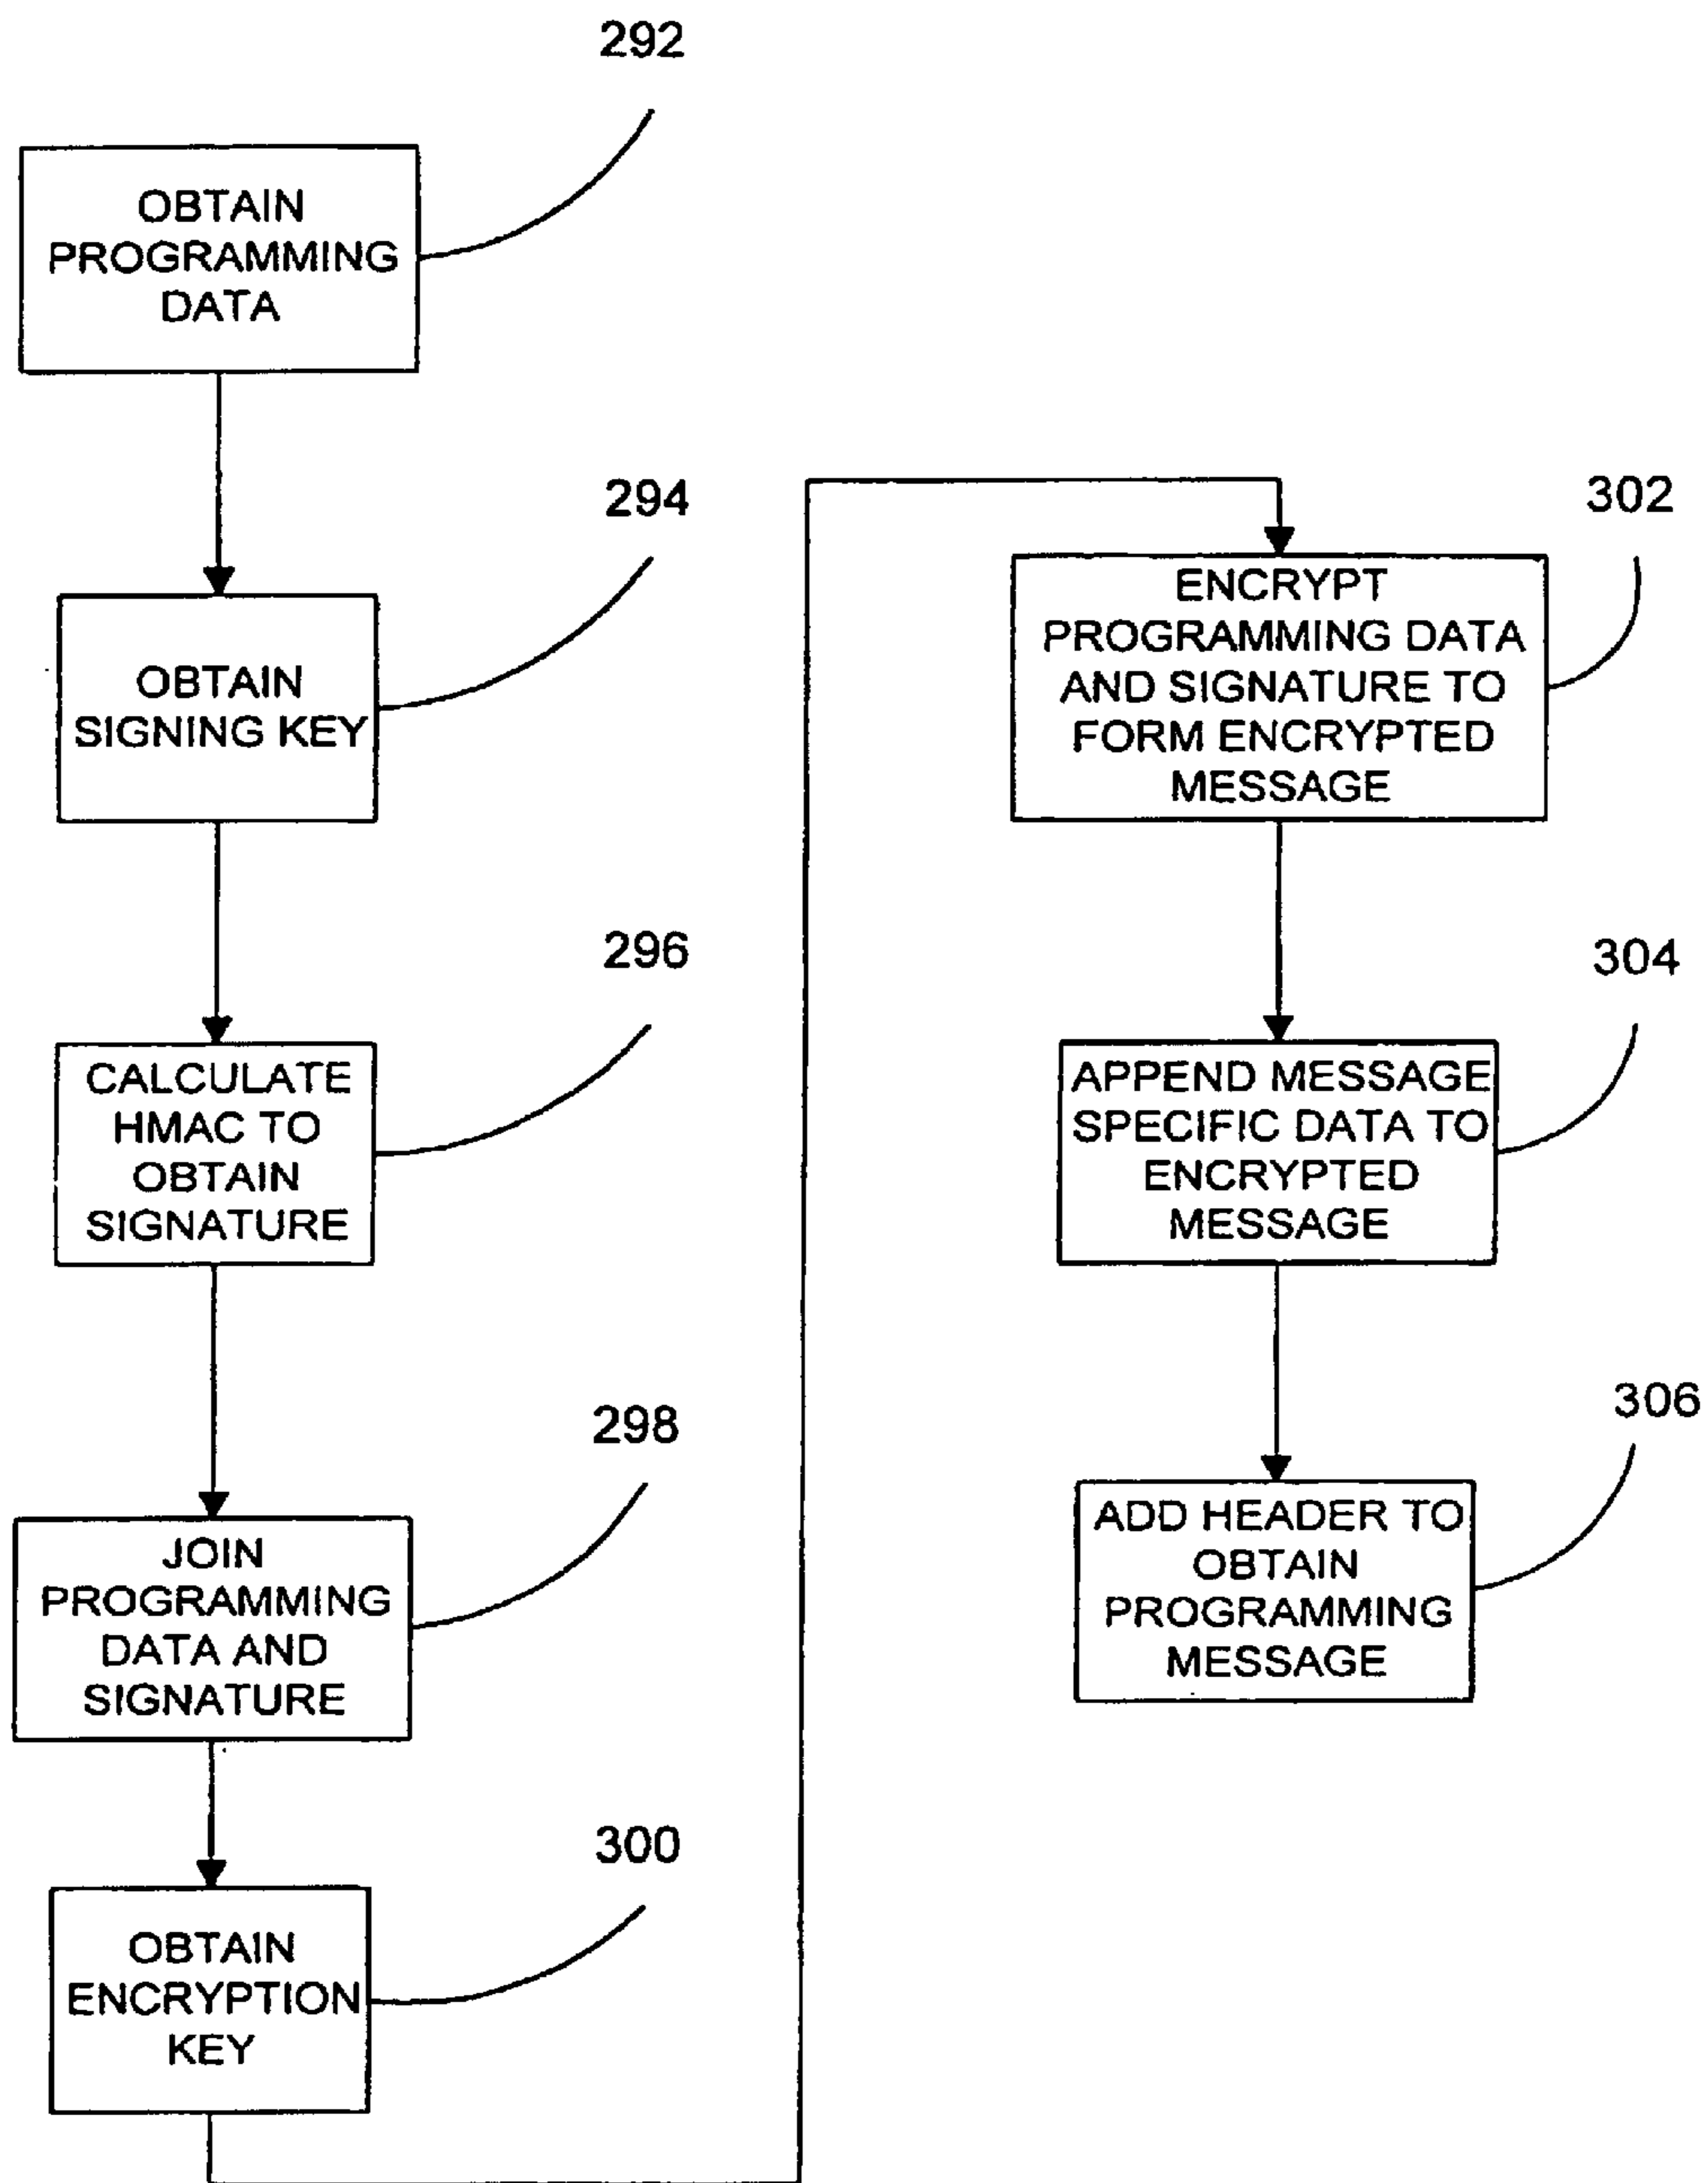 292
OBTAIN
PROGRAMMING
DATA
294
OBTAIN
SIGNING KEY
296
CALCULATE
HMAC TO
OBTAIN
SIGNATURE
298
JOIN
PROGRAMMING
DATA AND
SIGNATURE
300
OBTAIN
ENCRYPTION
KEY
302
ENCRYPT
PROGRAMMING DATA
AND SIGNATURE TO
FORM ENCRYPTED
MESSAGE
304
APPEND MESSAGE
SPECIFIC DATA TO
ENCRYPTED
MESSAGE
306
ADD HEADER TO
OBTAIN
PROGRAMMING
MESSAGE